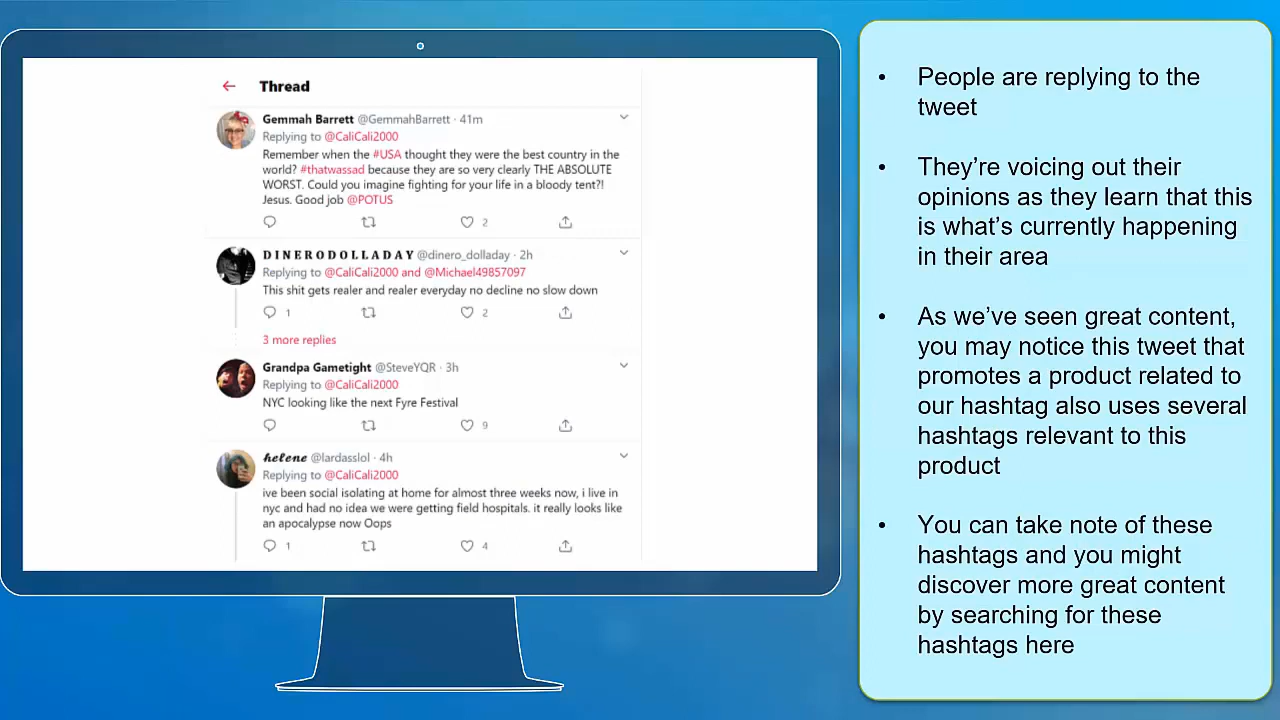 Thread
Gemmah Barrett @GemmahBarrett · 41m
Replying to @CaliCali2000
Remember when the #USA thought they were the best country in the
world? #thatwassad because they are so very clearly THE ABSOLUTE
WORST. Could you imagine fighting for your life in a bloody tent?!
Jesus. Good job @POTUS
2
DINERODOLLADAY @dinero_dolladay · 2h
Replying to @CaliCali2000 and @Michael49857097
This shit gets realer and realer everyday no decline no slow down
1 2
3 more replies
Grandpa Gametight @SteveYQR · 3h
Replying to @CaliCali2000
NYC looking like the next Fyre Festival
9
helene @lardasslol · 4h
Replying to @CaliCali2000
ive been social isolating at home for almost three weeks now, i live in
nyc and had no idea we were getting field hospitals. it really looks like
an apocalypse now Oops
1 4
• People are replying to the
tweet
• They’re voicing out their
opinions as they learn that this
is what’s currently happening
in their area
• As we’ve seen great content,
you may notice this tweet that
promotes a product related to
our hashtag also uses several
hashtags relevant to this
product
• You can take note of these
hashtags and you might
discover more great content
by searching for these
hashtags here